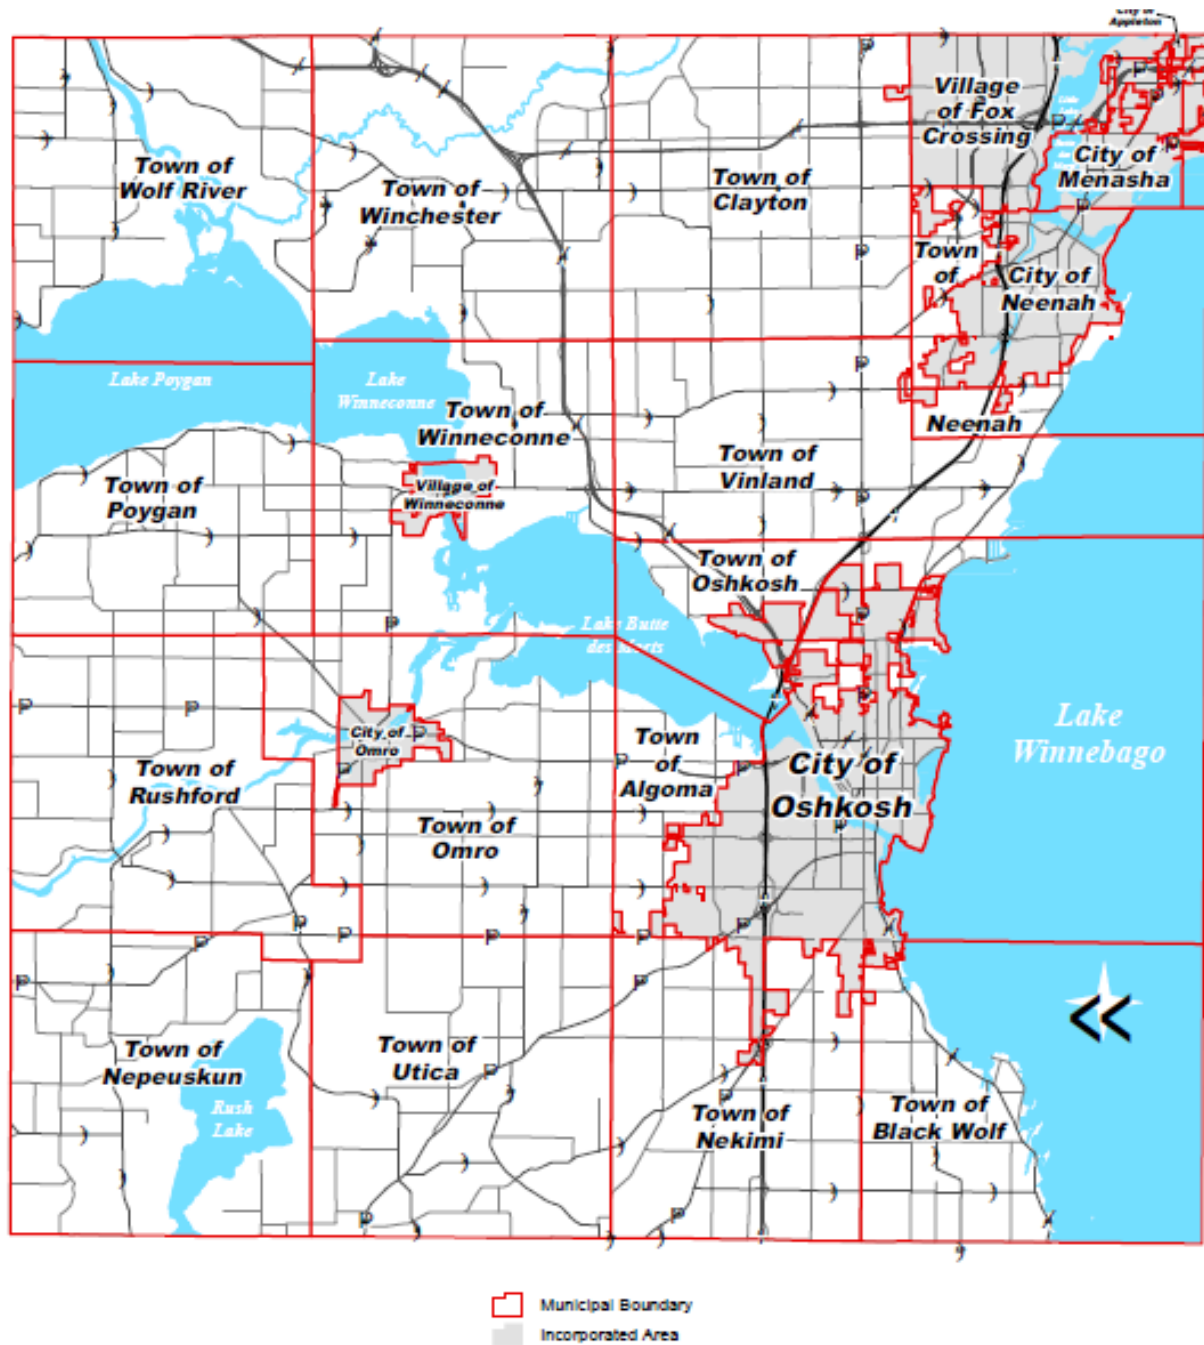 City of
Appleton
Village
of Fox
Crossing
City of
Menasha
Town of
Wolf River
Town of
Winchester
Town of
Clayton
Town
of
City of
Neenah
Lake Poygan
Lake
Winneconne
Town of
Winneconne
Neenah
Town of
Vinland
Town of
Poygan
Village of
Winneconne
Town of
Oshkosh
Lake Butte
des Morts
Lake
Winnebago
City of
Omro
Town
of
Algoma
City of
Oshkosh
Town of
Rushford
Town of
Omro
<<
Town of
Nepeuskun
Town of
Utica
Rush
Lake
Town of
Nekimi
Town of
Black Wolf
Municipal Boundary
Incorporated Area